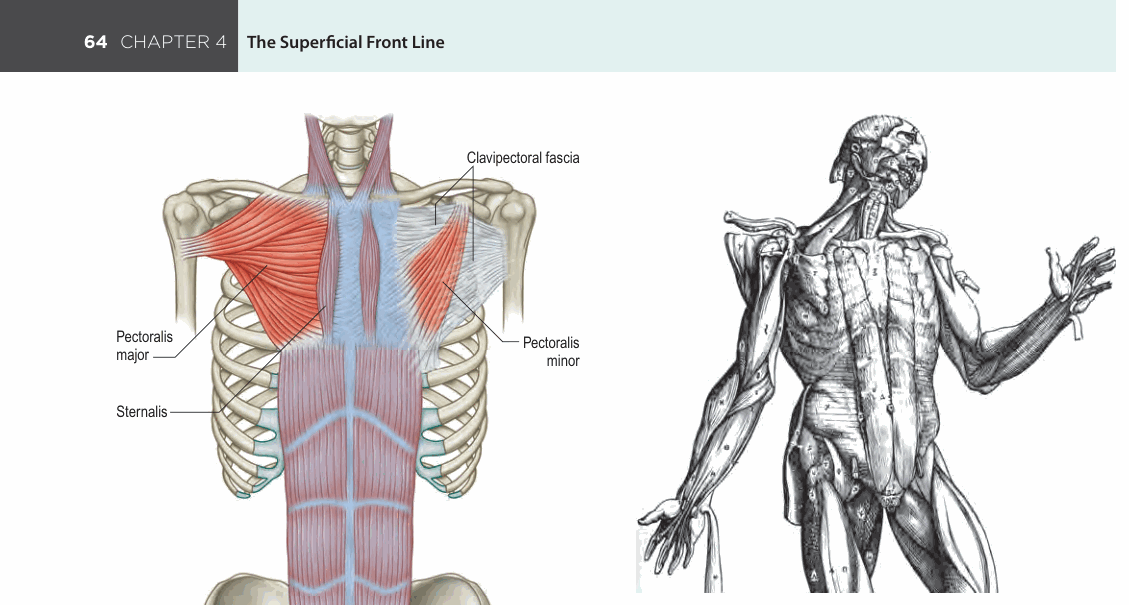 64 CHAPTER 4 The Superficial Front Line
Clavipectoral fascia
Pectoralis
major
Pectoralis
minor
Sternalis